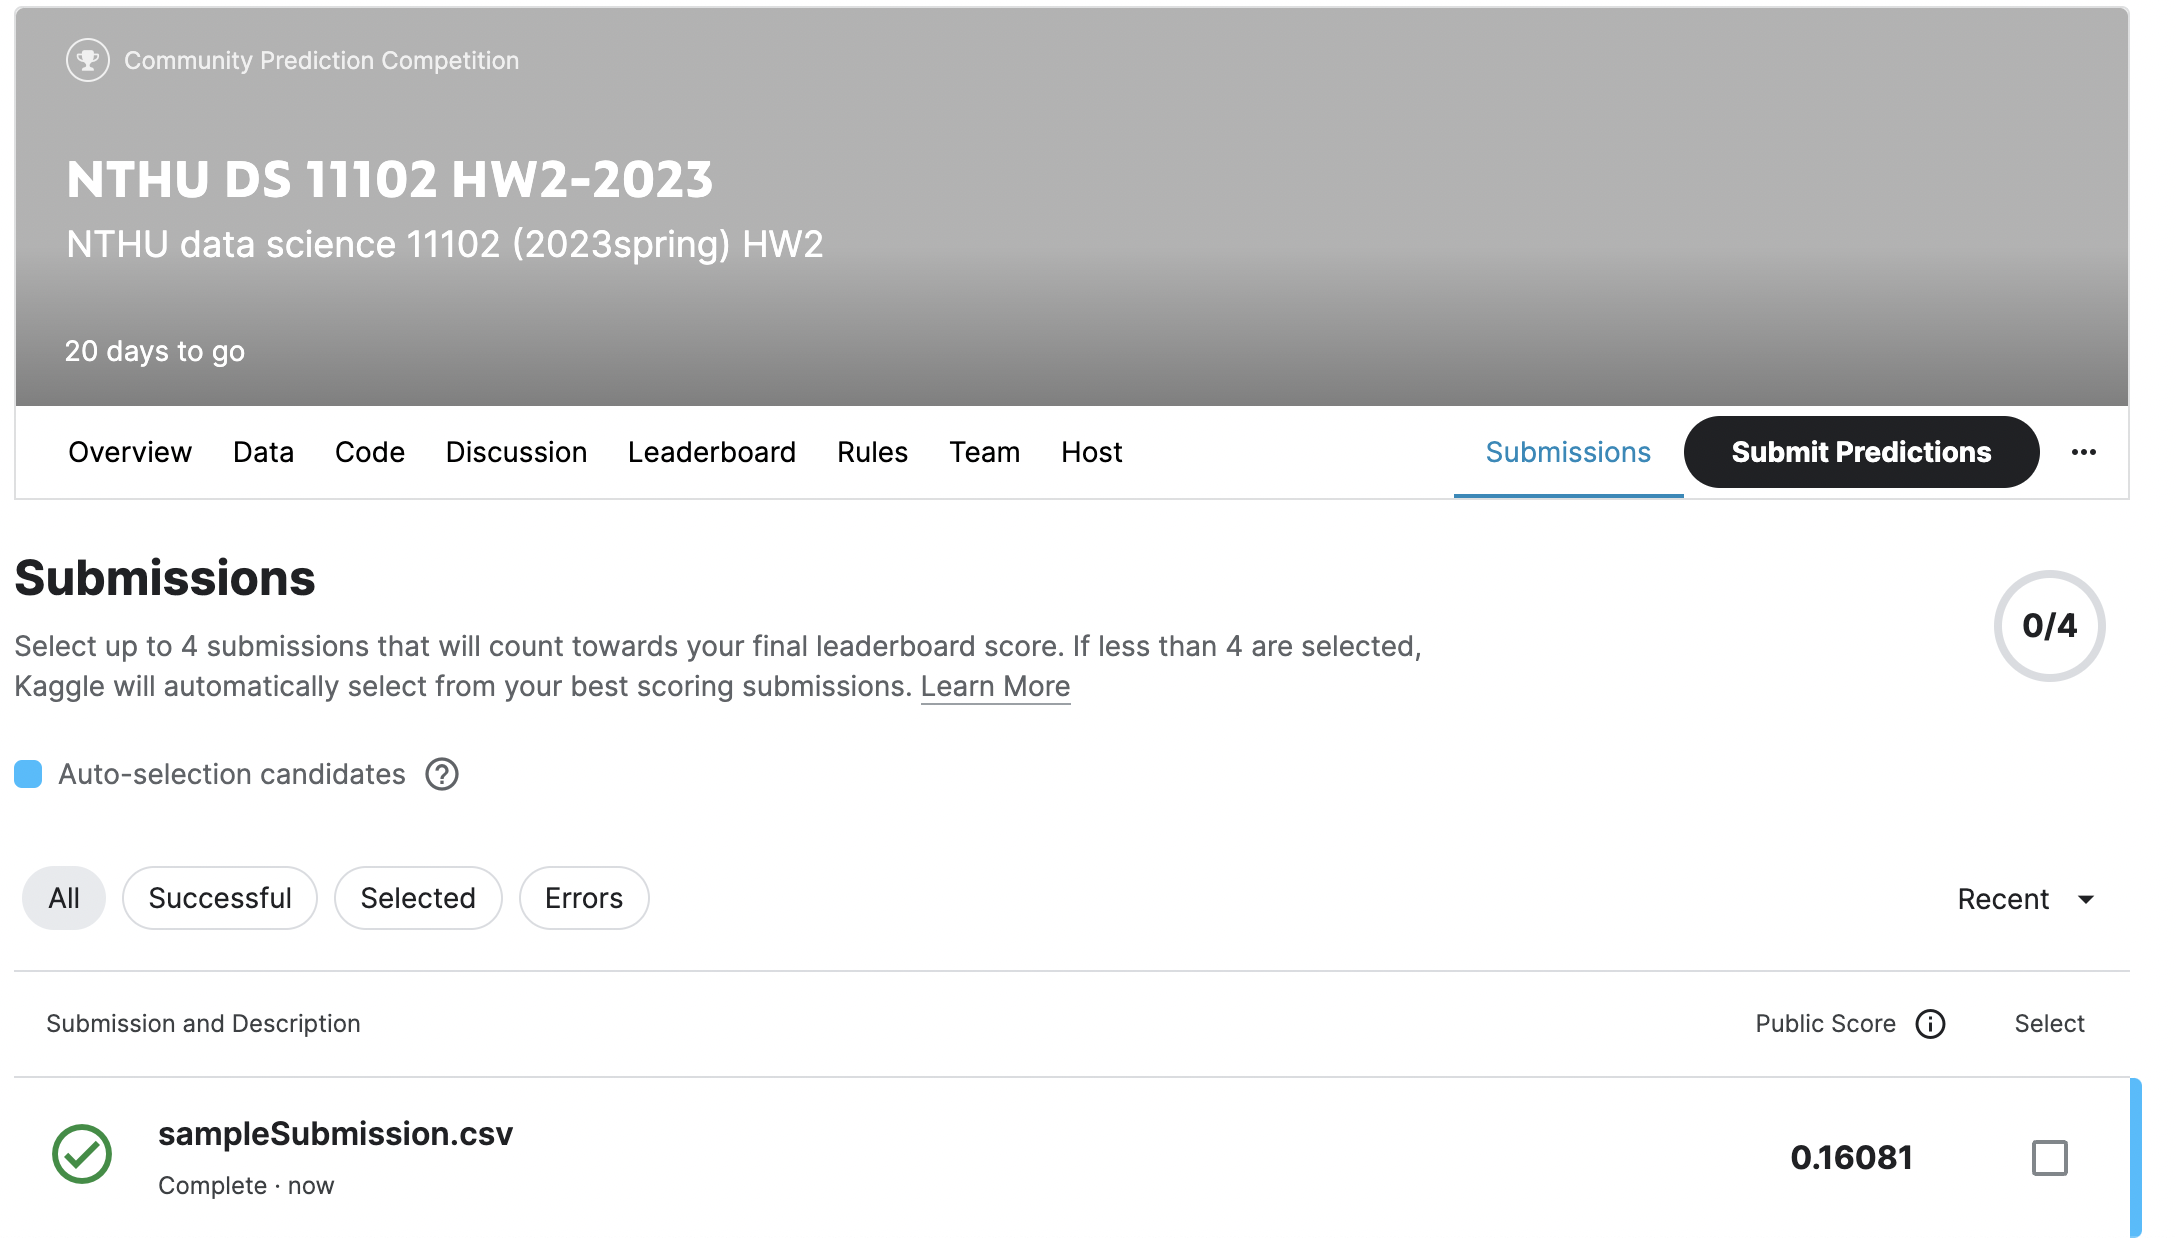 Community Prediction Competition
NTHU DS 11102 HW2-2023
NTHU data science 11102 (2023spring) HW2
20 days to go
Overview Data Code Discussion Leaderboard Rules Team Host Submissions Submit Predictions ...
Submissions
0/4
Select up to 4 submissions that will count towards your final leaderboard score. If less than 4 are selected,
Kaggle will automatically select from your best scoring submissions. Learn More
Auto-selection candidates ?
All Successful Selected Errors Recent
Submission and Description Public Score i Select
sampleSubmission.csv 0.16081
Complete · now